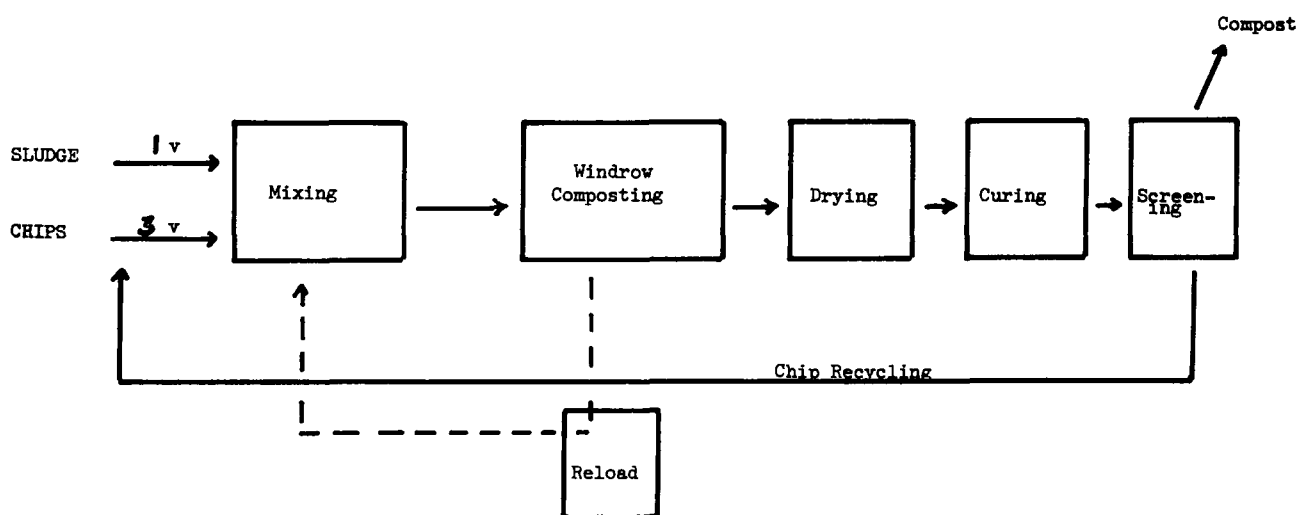 Compost
SLUDGE
1 v
Mixing
Windrow
Composting
Drying
Curing
Screen-
ing
CHIPS
3 v
Chip Recycling
Reload